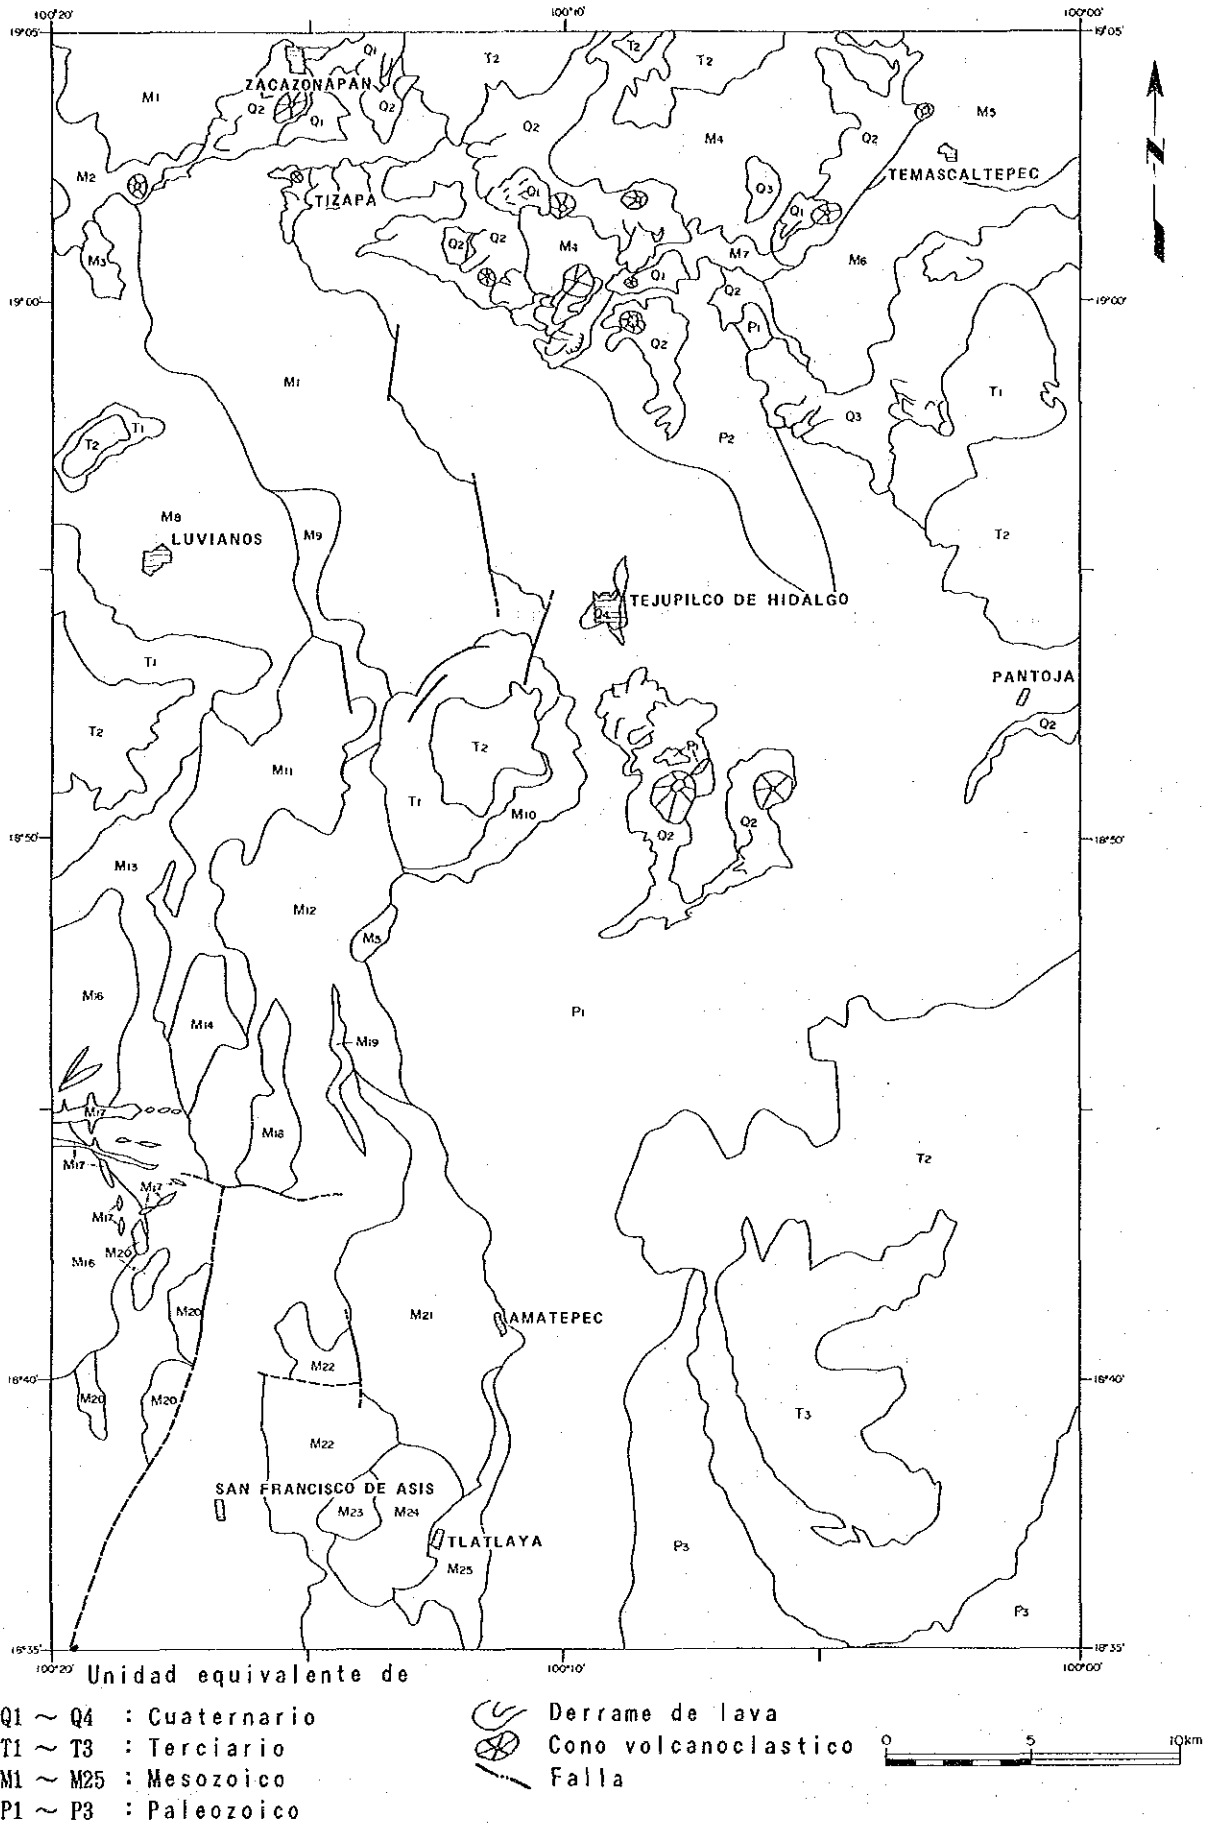 100°20' 100°10' 100°00'
19°05' 19°05'
Q1 T2 T2 T2
ZACAZONAPAN
M1 Q2 Q1 Q2 Q2 M4 Q2 M5
M2 TEMASCALTEPEC
TIZAPA Q1 Q3 Q1
M3 Q2 Q2 M4 M7 M6
19°00' Q1 Q2 19°00'
P1
Q2
M1 T1
Q3
T2 T1 P2
M8
LUVIANOS M9 T2
TEJUPILCO DE HIDALGO
Q4
T1
PANTOJA
T2 Q2
T2 P1
M11
T1 M10 Q2 Q2
18°50' 18°50'
M13
M12
M5
M16 P1
M14 M19
M17
M18
M17 T2
M17
M17
M20
M16
M20 M21 AMATEPEC
M22
18°40' 18°40'
M20 M20
T3
M22
SAN FRANCISCO DE ASIS
M23 M24
TLATLAYA
P3
M25
P3
18°35' 18°35'
100°20' 100°10' 100°00'
Unidad equivalente de
Q1 ～ Q4 : Cuaternario
T1 ～ T3 : Terciario
M1 ～ M25 : Mesozoico
P1 ～ P3 : Paleozoico
Derrame de lava
Cono volcanoclastico
Falla
0 5 10km